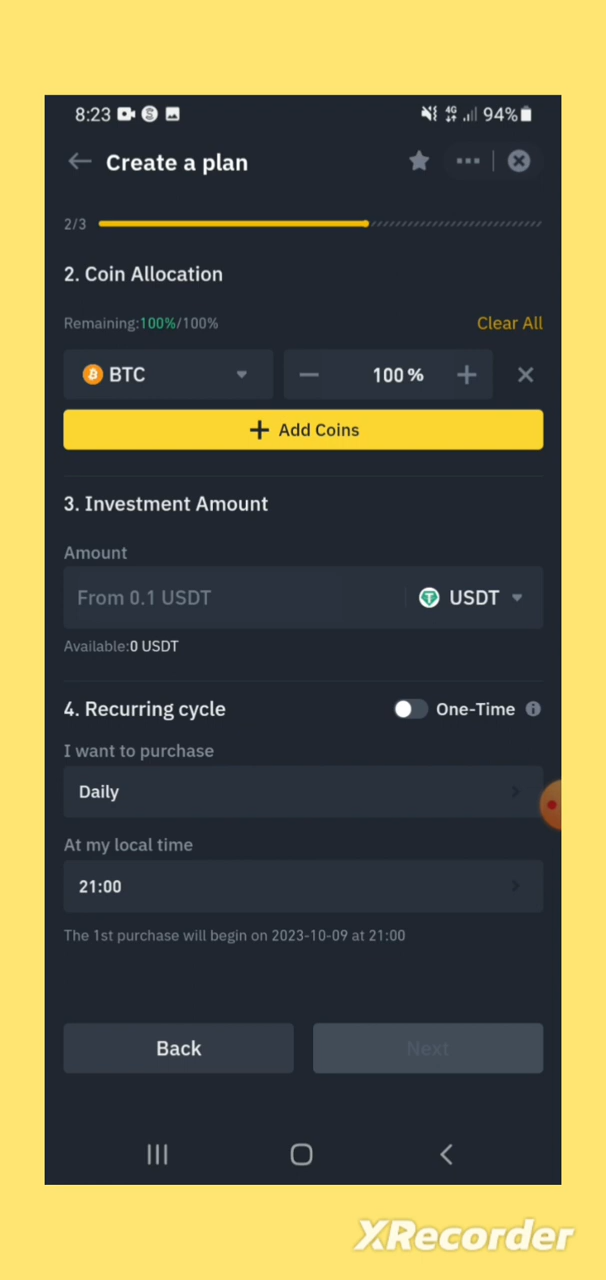 8:23 94%
Create a plan
2/3
2. Coin Allocation
Remaining:100%/100% Clear All
BTC 100%
+ Add Coins
3. Investment Amount
Amount
From 0.1 USDT USDT
Available:0 USDT
4. Recurring cycle One-Time
I want to purchase
Daily
At my local time
21:00
The 1st purchase will begin on 2023-10-09 at 21:00
Back Next
XRecorder